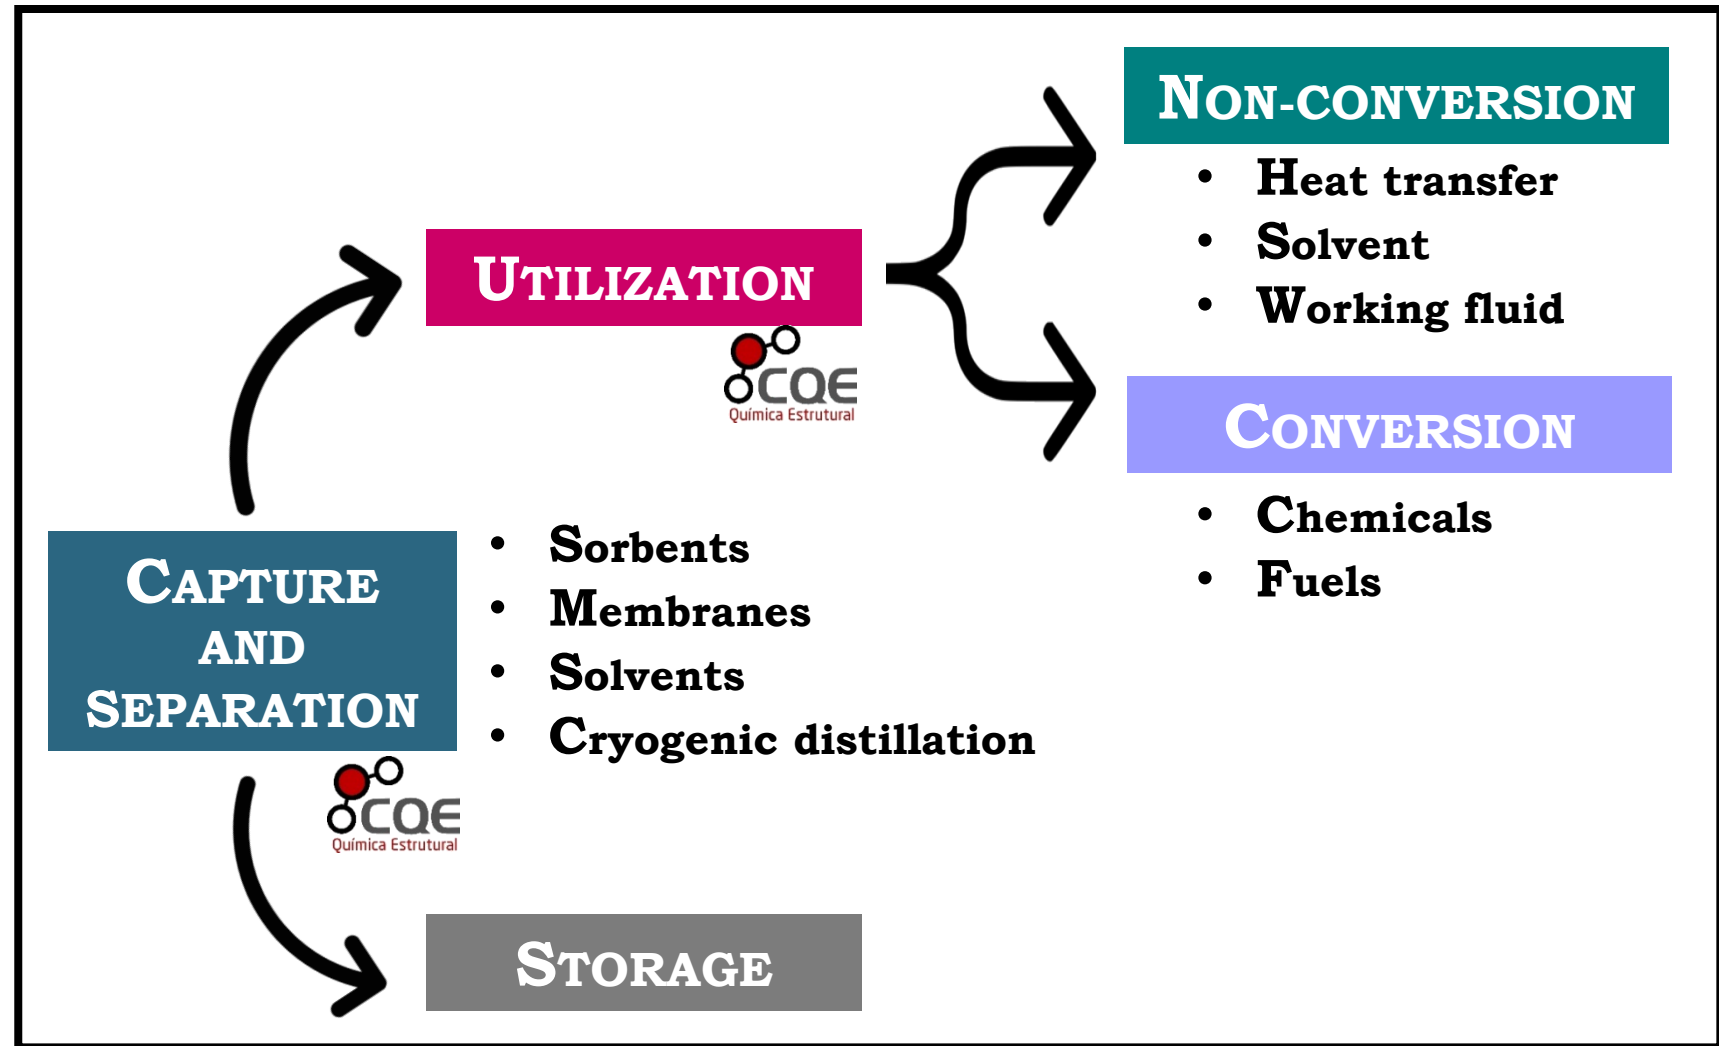 NON-CONVERSION
• Heat transfer
• Solvent
• Working fluid
UTILIZATION
CQE
Química Estrutural
CONVERSION
• Chemicals
• Fuels
CAPTURE
AND
SEPARATION
• Sorbents
• Membranes
• Solvents
• Cryogenic distillation
CQE
Química Estrutural
STORAGE